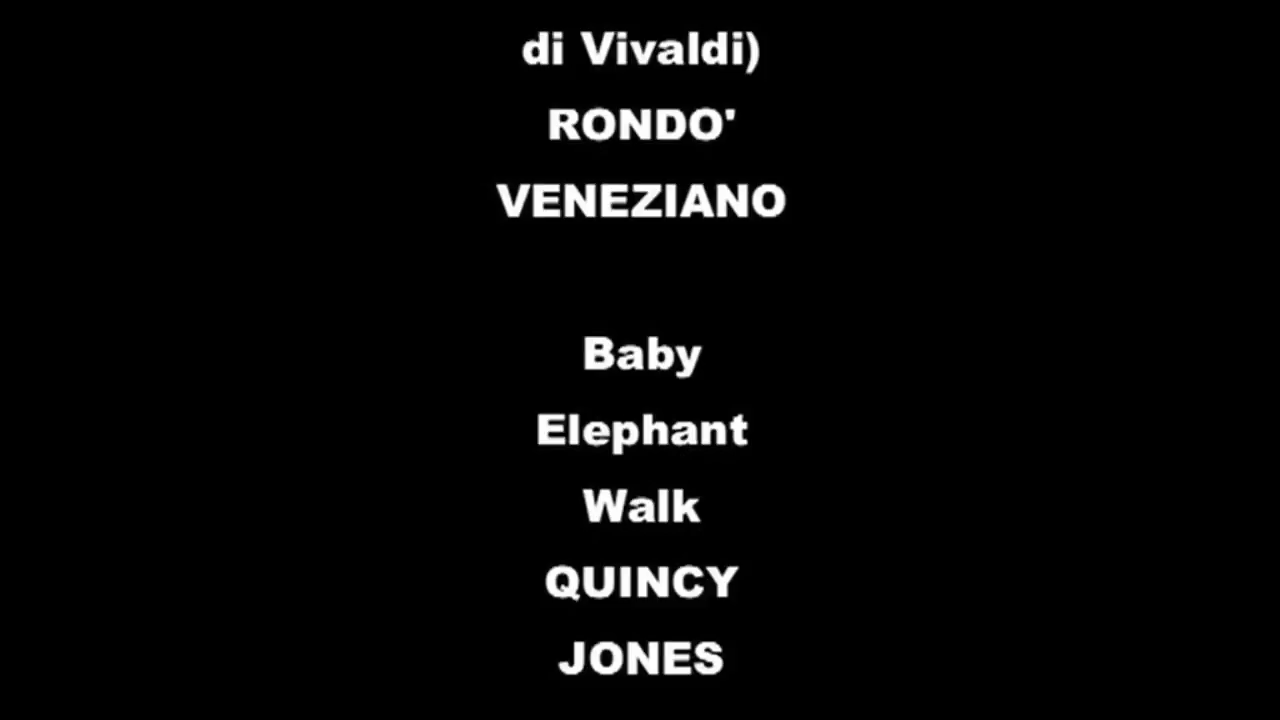 di Vivaldi)
RONDO'
VENEZIANO
Baby
Elephant
Walk
QUINCY
JONES